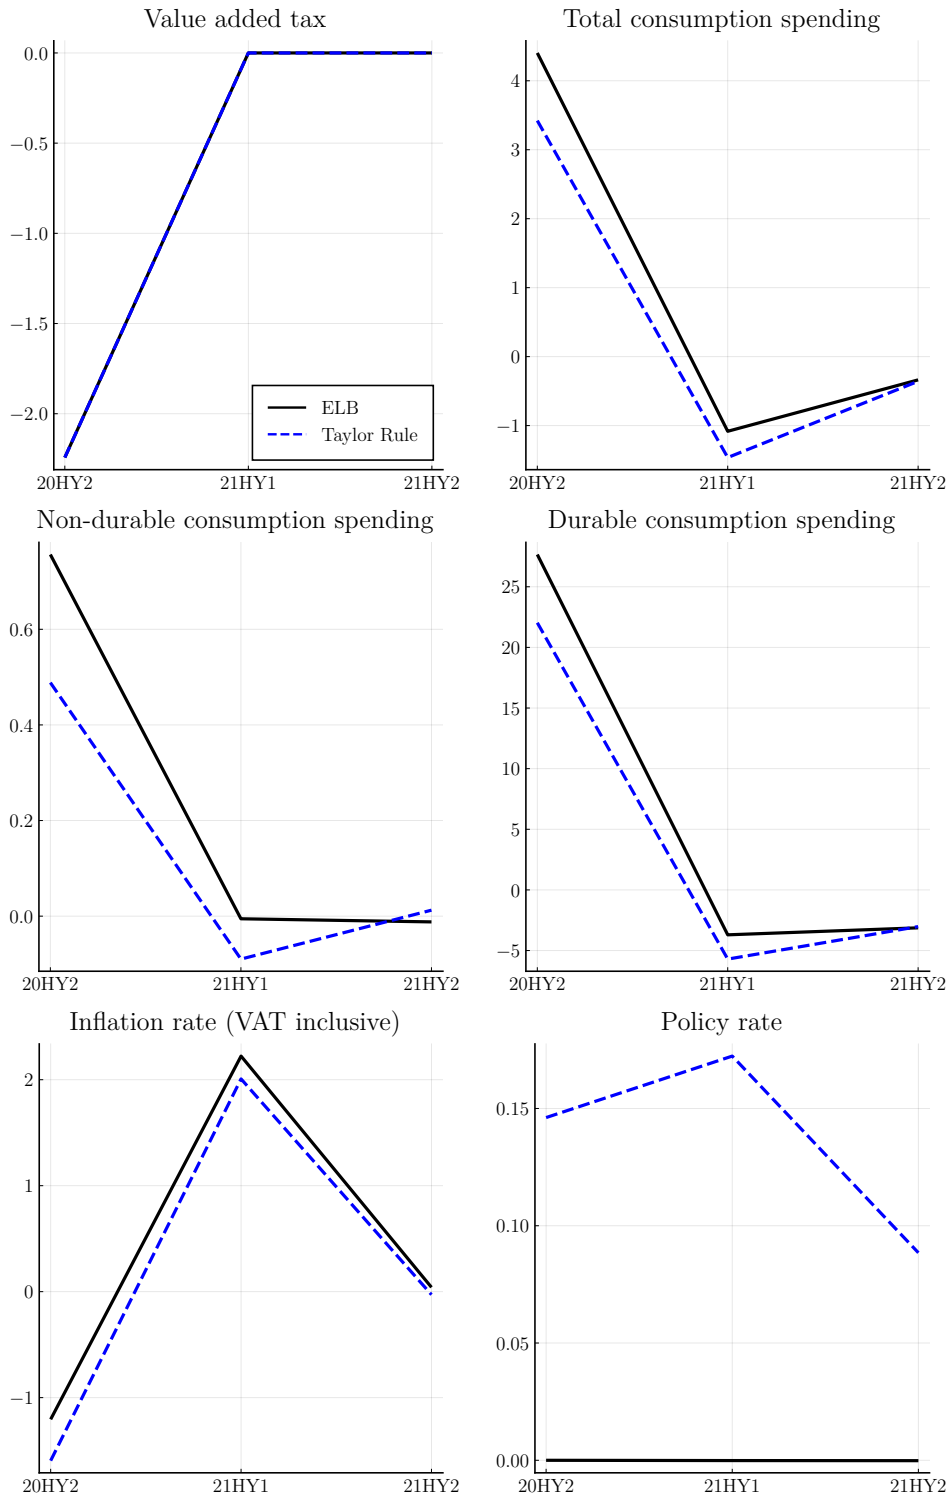 Value added tax
0.0
−0.5
−1.0
−1.5
−2.0
ELB
Taylor Rule
20HY2 21HY1 21HY2
Total consumption spending
4
3
2
1
0
−1
20HY2 21HY1 21HY2
Non-durable consumption spending
0.6
0.4
0.2
0.0
20HY2 21HY1 21HY2
Durable consumption spending
25
20
15
10
5
0
−5
20HY2 21HY1 21HY2
Inflation rate (VAT inclusive)
2
1
0
−1
20HY2 21HY1 21HY2
Policy rate
0.15
0.10
0.05
0.00
20HY2 21HY1 21HY2